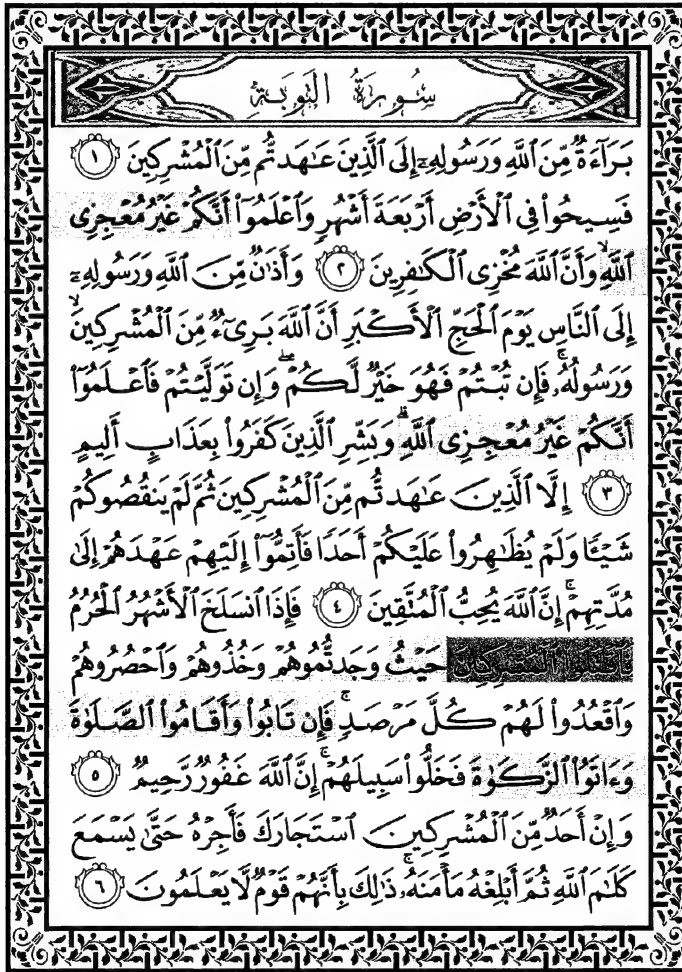 سُورَةُ التَّوبَةِ
بَرَآءَةٌ مِّنَ ٱللَّهِ وَرَسُولِهِۦٓ إِلَى ٱلَّذِينَ عَٰهَدتُّم مِّنَ ٱلْمُشْرِكِينَ ١
فَسِيحُوا۟ فِى ٱلْأَرْضِ أَرْبَعَةَ أَشْهُرٍ وَٱعْلَمُوٓا۟ أَنَّكُمْ غَيْرُ مُعْجِزِى
ٱللَّهِ ۙ وَأَنَّ ٱللَّهَ مُخْزِى ٱلْكَٰفِرِينَ ٢ وَأَذَٰنٌ مِّنَ ٱللَّهِ وَرَسُولِهِۦٓ
إِلَى ٱلنَّاسِ يَوْمَ ٱلْحَجِّ ٱلْأَكْبَرِ أَنَّ ٱللَّهَ بَرِىٓءٌ مِّنَ ٱلْمُشْرِكِينَ ۙ
وَرَسُولُهُۥ ۚ فَإِن تُبْتُمْ فَهُوَ خَيْرٌ لَّكُمْ ۖ وَإِن تَوَلَّيْتُمْ فَٱعْلَمُوٓا۟
أَنَّكُمْ غَيْرُ مُعْجِزِى ٱللَّهِ ۗ وَبَشِّرِ ٱلَّذِينَ كَفَرُوا۟ بِعَذَابٍ أَلِيمٍ
٣ إِلَّا ٱلَّذِينَ عَٰهَدتُّم مِّنَ ٱلْمُشْرِكِينَ ثُمَّ لَمْ يَنقُصُوكُمْ
شَيْـًٔا وَلَمْ يُظَٰهِرُوا۟ عَلَيْكُمْ أَحَدًا فَأَتِمُّوٓا۟ إِلَيْهِمْ عَهْدَهُمْ إِلَىٰ
مُدَّتِهِمْ ۚ إِنَّ ٱللَّهَ يُحِبُّ ٱلْمُتَّقِينَ ٤ فَإِذَا ٱنسَلَخَ ٱلْأَشْهُرُ ٱلْحُرُمُ
فَٱقْتُلُوا۟ ٱلْمُشْرِكِينَ حَيْثُ وَجَدتُّمُوهُمْ وَخُذُوهُمْ وَٱحْصُرُوهُمْ
وَٱقْعُدُوا۟ لَهُمْ كُلَّ مَرْصَدٍ ۚ فَإِن تَابُوا۟ وَأَقَامُوا۟ ٱلصَّلَوٰةَ
وَءَاتَوُا۟ ٱلزَّكَوٰةَ فَخَلُّوا۟ سَبِيلَهُمْ ۚ إِنَّ ٱللَّهَ غَفُورٌ رَّحِيمٌ ٥
وَإِنْ أَحَدٌ مِّنَ ٱلْمُشْرِكِينَ ٱسْتَجَارَكَ فَأَجِرْهُ حَتَّىٰ يَسْمَعَ
كَلَٰمَ ٱللَّهِ ثُمَّ أَبْلِغْهُ مَأْمَنَهُۥ ۚ ذَٰلِكَ بِأَنَّهُمْ قَوْمٌ لَّا يَعْلَمُونَ ٦